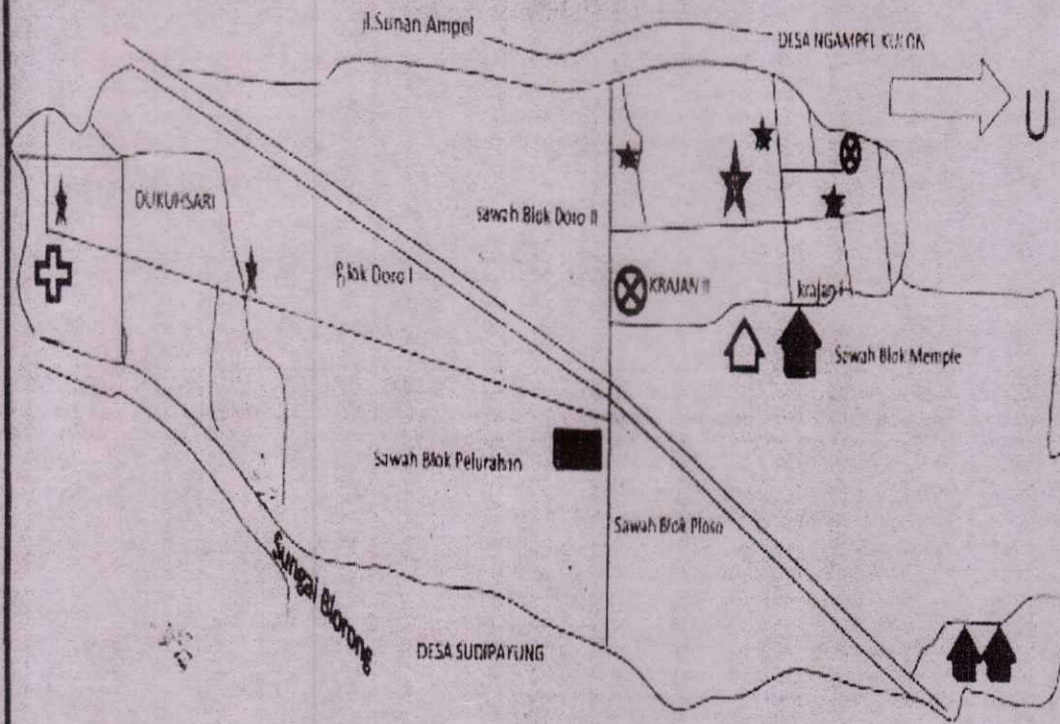 jl.Sunan Ampel
DESA NGAMPEL KULON
U
DUKUHSARI
Sawah Blok Doro II
Blok Doro I
KRAJAN II
krajan I
Sawah Blok Memple
Sawah Blok Pelurahan
Sawah Blok Ploso
Sungai Blorong
DESA SUDIPAYUNG